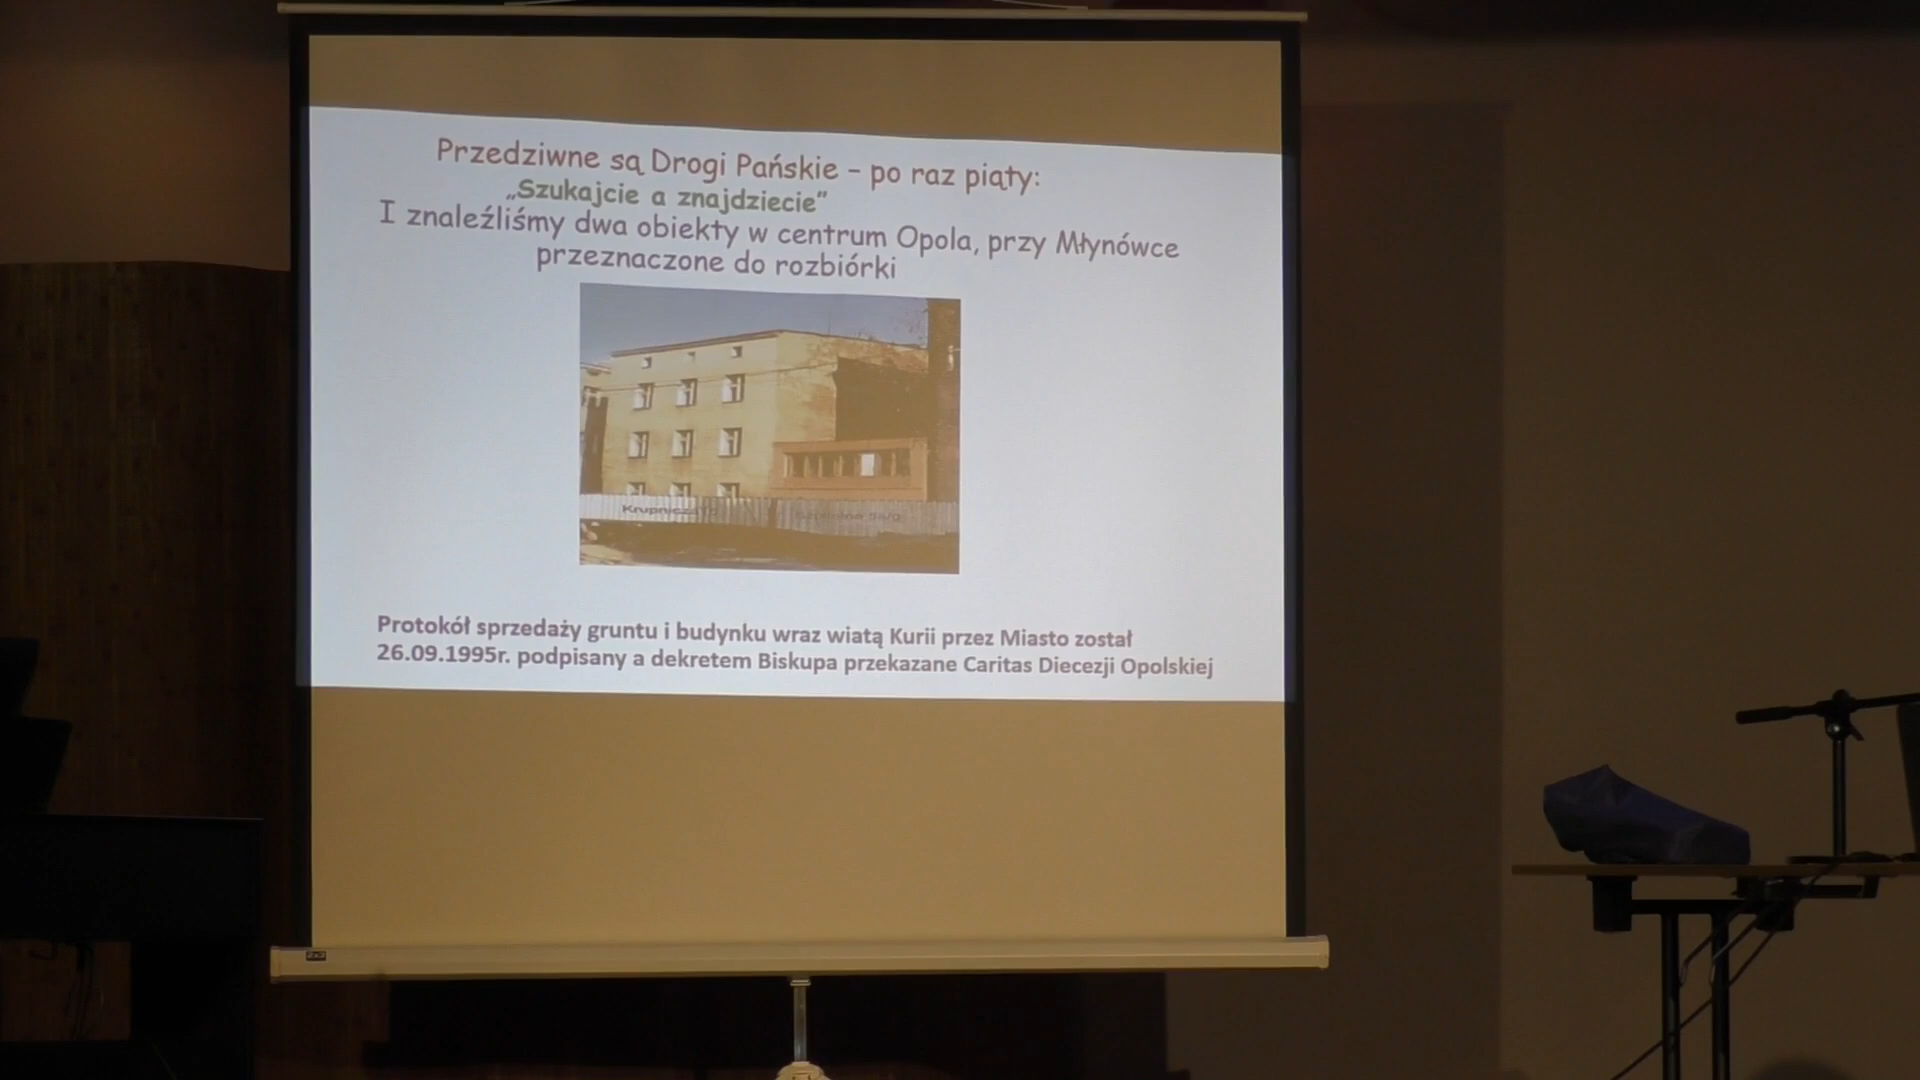 Przedziwne są Drogi Pańskie – po raz piąty:
„Szukajcie a znajdziecie”
I znaleźliśmy dwa obiekty w centrum Opola, przy Młynówce
przeznaczone do rozbiórki
Protokół sprzedaży gruntu i budynku wraz wiatą Kurii przez Miasto został
26.09.1995r. podpisany a dekretem Biskupa przekazane Caritas Diecezji Opolskiej